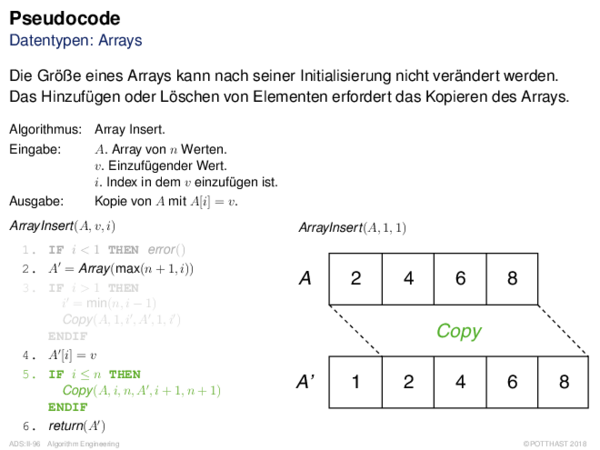 Pseudocode
Datentypen: Arrays
Die Größe eines Arrays kann nach seiner Initialisierung nicht verändert werden.
Das Hinzufügen oder Löschen von Elementen erfordert das Kopieren des Arrays.
Algorithmus: Array Insert.
Eingabe: A. Array von n Werten.
v. Einzufügender Wert.
i. Index in dem v einzufügen ist.
Ausgabe: Kopie von A mit A[i] = v.
ArrayInsert(A, v, i)
1. IF i < 1 THEN error()
2. A′ = Array(max(n + 1, i))
3. IF i > 1 THEN
i′ = min(n, i − 1)
Copy(A, 1, i′, A′, 1, i′)
ENDIF
4. A′[i] = v
5. IF i ≤ n THEN
Copy(A, i, n, A′, i + 1, n + 1)
ENDIF
6. return(A′)
ArrayInsert(A, 1, 1)
A 2 4 6 8
Copy
A' 1 2 4 6 8
ADS:II-96 Algorithm Engineering
©POTTHAST 2018